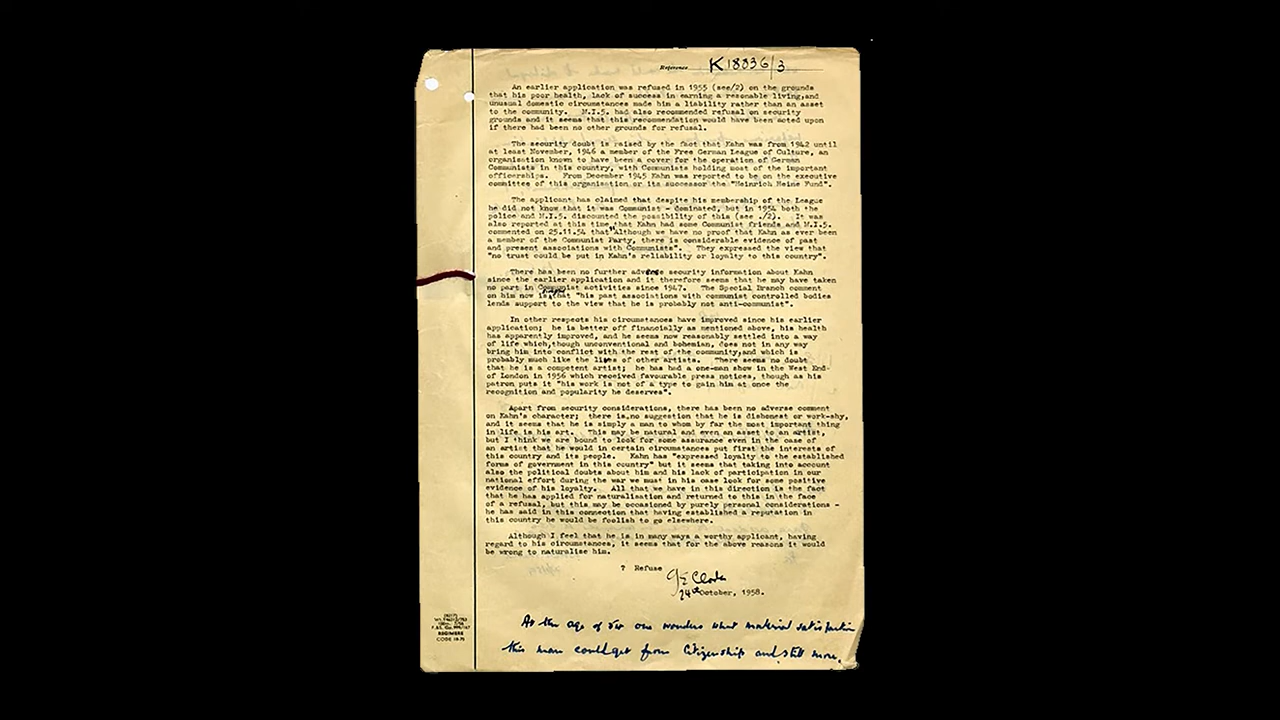 Reference K18836/3
An earlier application was refused in 1955 (see/2) on the grounds
that his poor health, lack of success in earning a resonable living,and
unusual domestic circumstances made him a liability rather than an asset
to the community. M.I.5. had also recommended refusal on security
grounds and it seems that this recommendation would have been acted upon
if there had been no other grounds for refusal.
The security doubt is raised by the fact that Kahn was from 1942 until
at least November, 1946 a member of the Free German League of Culture, an
organisation known to have been a cover for the operation of German
Communists in this country, with Communists holding most of the important
officerships. From December 1945 Kahn was reported to be on the executive
committee of this organisation or its successor the "Heinrich Heine Fund".
The applicant has claimed that despite his membership of the League
he did not know that it was Communist - dominated, but in 1954 both the
police and M.I.5. discounted the possibility of this (see ./2). It was
also reported at this time that Kahn had some Communist friends and M.I.5.
commented on 25.11.54 that "Although we have no proof that Kahn as ever been
a member of the Communist Party, there is considerable evidence of past
and present associations with Communists". They expressed the view that
"no trust could be put in Kahn's reliability or loyalty to this country".
There has been no further adverse security information about Kahn
since the earlier application and it therefore seems that he may have taken
no part in Communist activities since 1947. The Special Branch comment
on him now is that "his past associations with communist controlled bodies
lends support to the view that he is probably not anti-communist".
In other respects his circumstances have improved since his earlier
application; he is better off financially as mentioned above, his health
has apparently improved, and he seems now reasonably settled into a way
of life which,though unconventional and bohemian, does not in any way
bring him into conflict with the rest of the community,and which is
probably much like the lives of other artists. There seems no doubt
that he is a competent artist; he has had a one-man show in the West End
of London in 1956 which received favourable press notices, though as his
patron puts it "his work is not of a type to gain him at once the
recognition and popularity he deserves".
Apart from security considerations, there has been no adverse comment
on Kahn's character; there is no suggestion that he is dishonest or work-shy,
and it seems that he is simply a man to whom by far the most important thing
in life is his art. This may be natural and even an asset to an artist,
but I think we are bound to look for some assurance even in the case of
an artist that he would in certain circumstances put first the interests of
this country and its people. Kahn has "expressed loyalty to the established
forms of government in this country" but it seems that taking into account
also the political doubts about him and his lack of participation in our
national effort during the war we must in his case look for some positive
evidence of his loyalty. All that we have in this direction is the fact
that he has applied for naturalisation and returned to this in the face
of a refusal, but this may be occasioned by purely personal considerations -
he has said in this connection that having established a reputation in
this country he would be foolish to go elsewhere.
Although I feel that he is in many ways a worthy applicant, having
regard to his circumstances, it seems that for the above reasons it would
be wrong to naturalise him.
? Refuse
24th October, 1958.
At the age of one wonders what material satisfaction
this man could get from Citizenship and still more,
REGIMERE